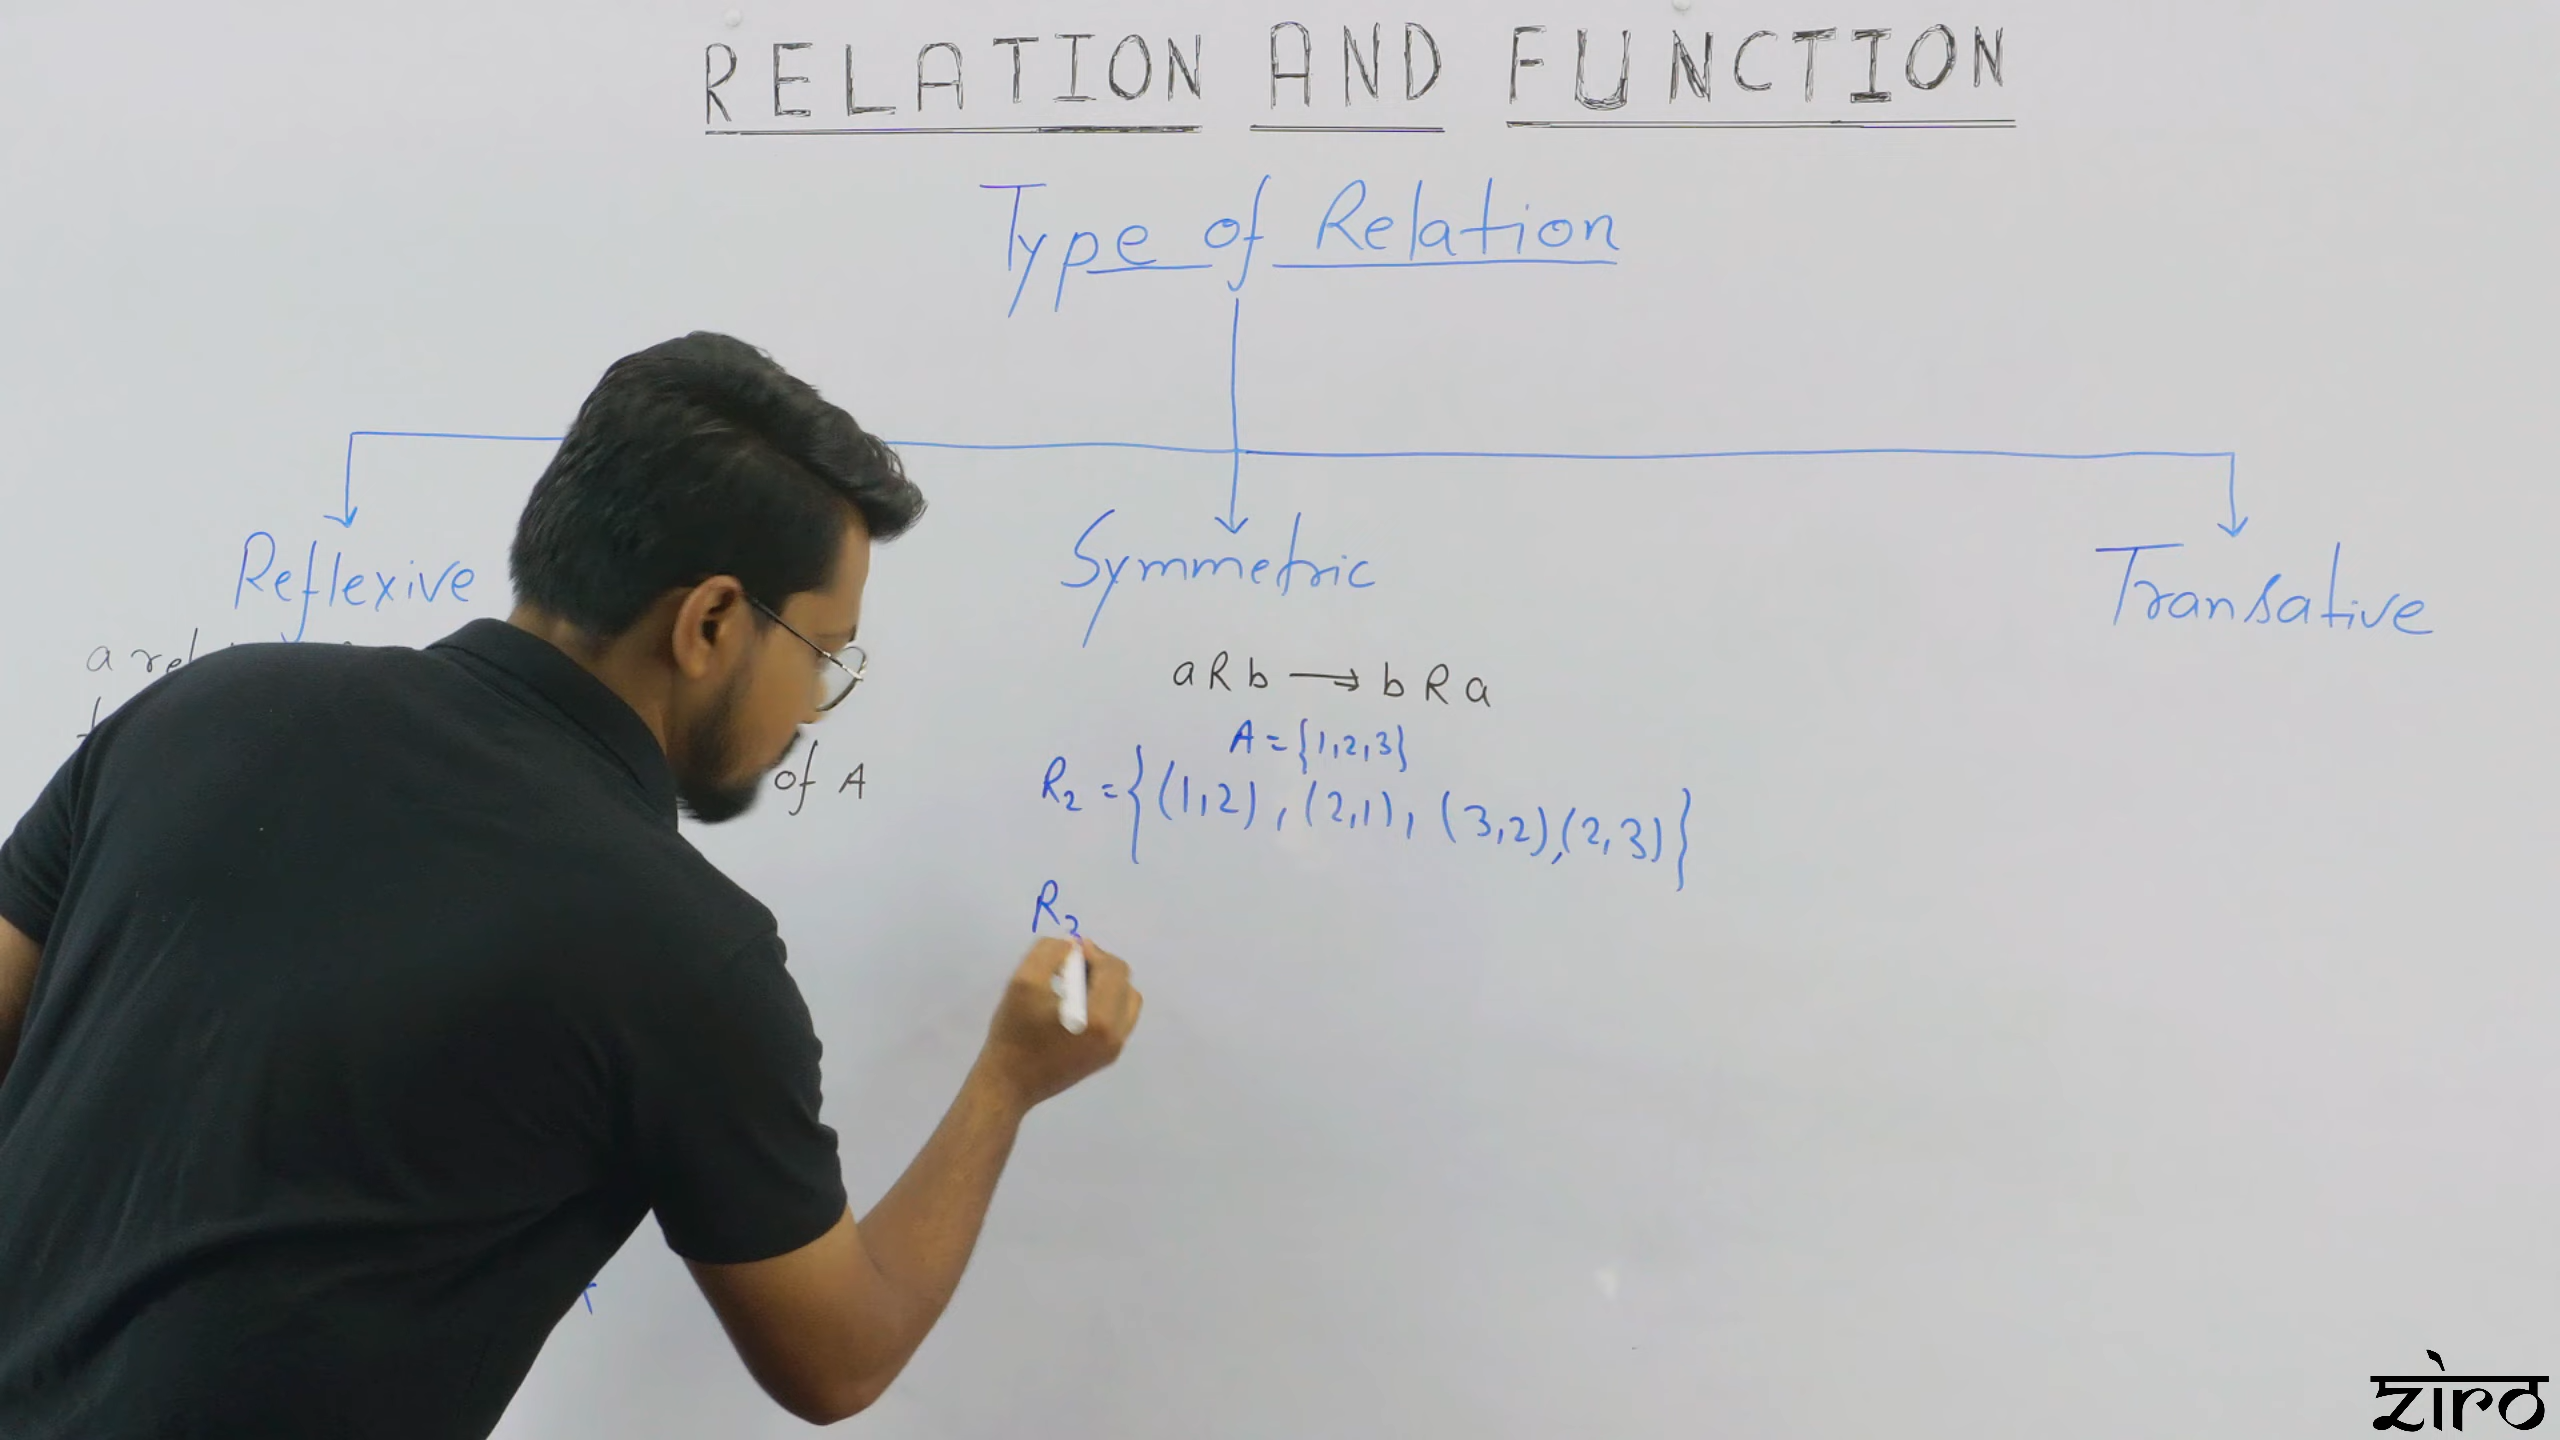 RELATION AND FUNCTION
Type of Relation
Reflexive
Symmetric
Transative
a
of A
aRb → bRa
A = {1,2,3}
R₂ = {(1,2), (2,1), (3,2),(2,3)}
R₃
ziro